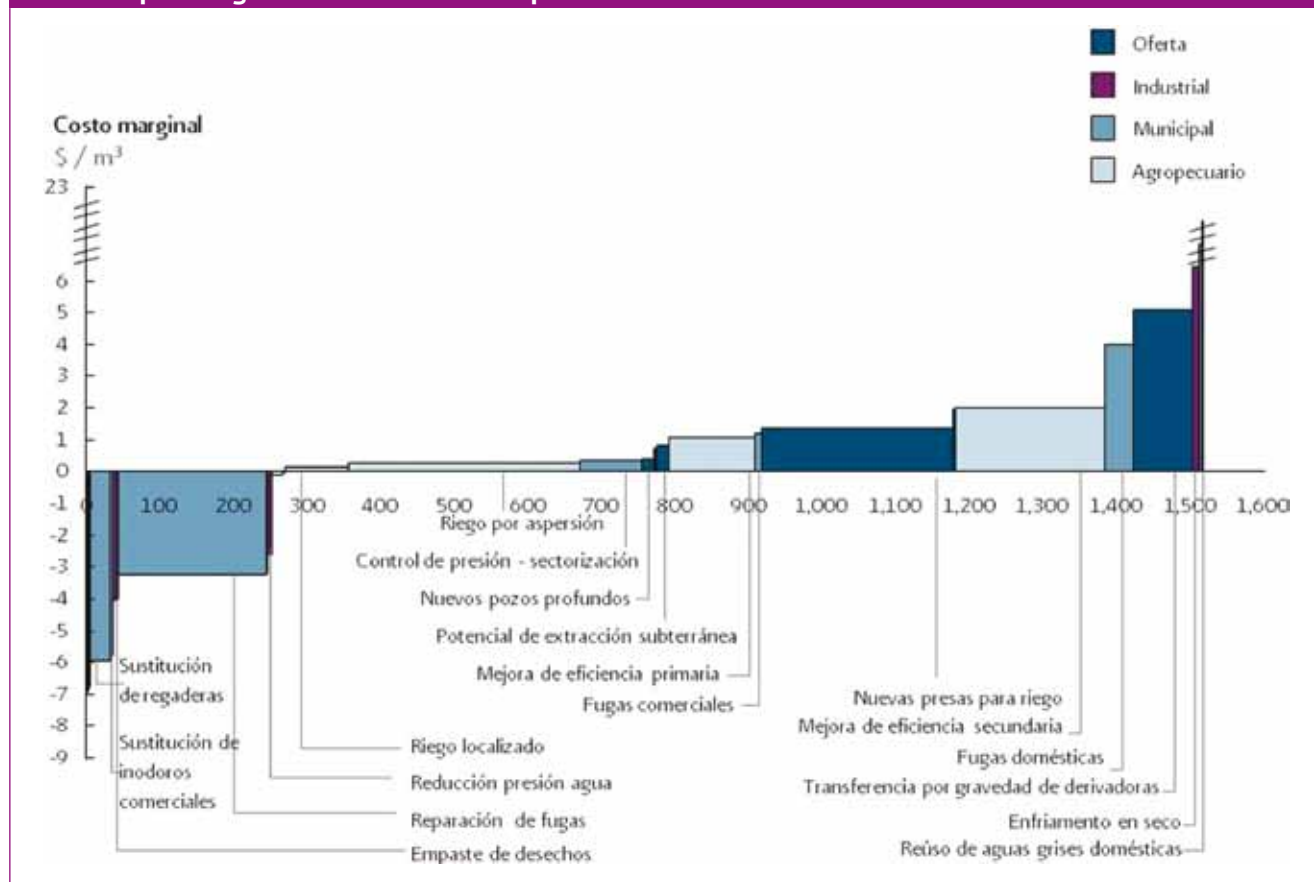 Oferta
Industrial
Municipal
Agropecuario
Costo marginal
$ / m³
23
6
5
4
3
2
1
0
-1
-2
-3
-4
-5
-6
-7
-8
-9
0 100 200 300 400 500 600 700 800 900 1,000 1,100 1,200 1,300 1,400 1,500 1,600
Riego por aspersión
Control de presión - sectorización
Nuevos pozos profundos
Potencial de extracción subterránea
Mejora de eficiencia primaria
Fugas comerciales
Sustitución
de regaderas
Sustitución de
inodoros
comerciales
Riego localizado
Reducción presión agua
Reparación de fugas
Empaste de desechos
Nuevas presas para riego
Mejora de eficiencia secundaria
Fugas domésticas
Transferencia por gravedad de derivadoras
Enfriamento en seco
Reúso de aguas grises domésticas